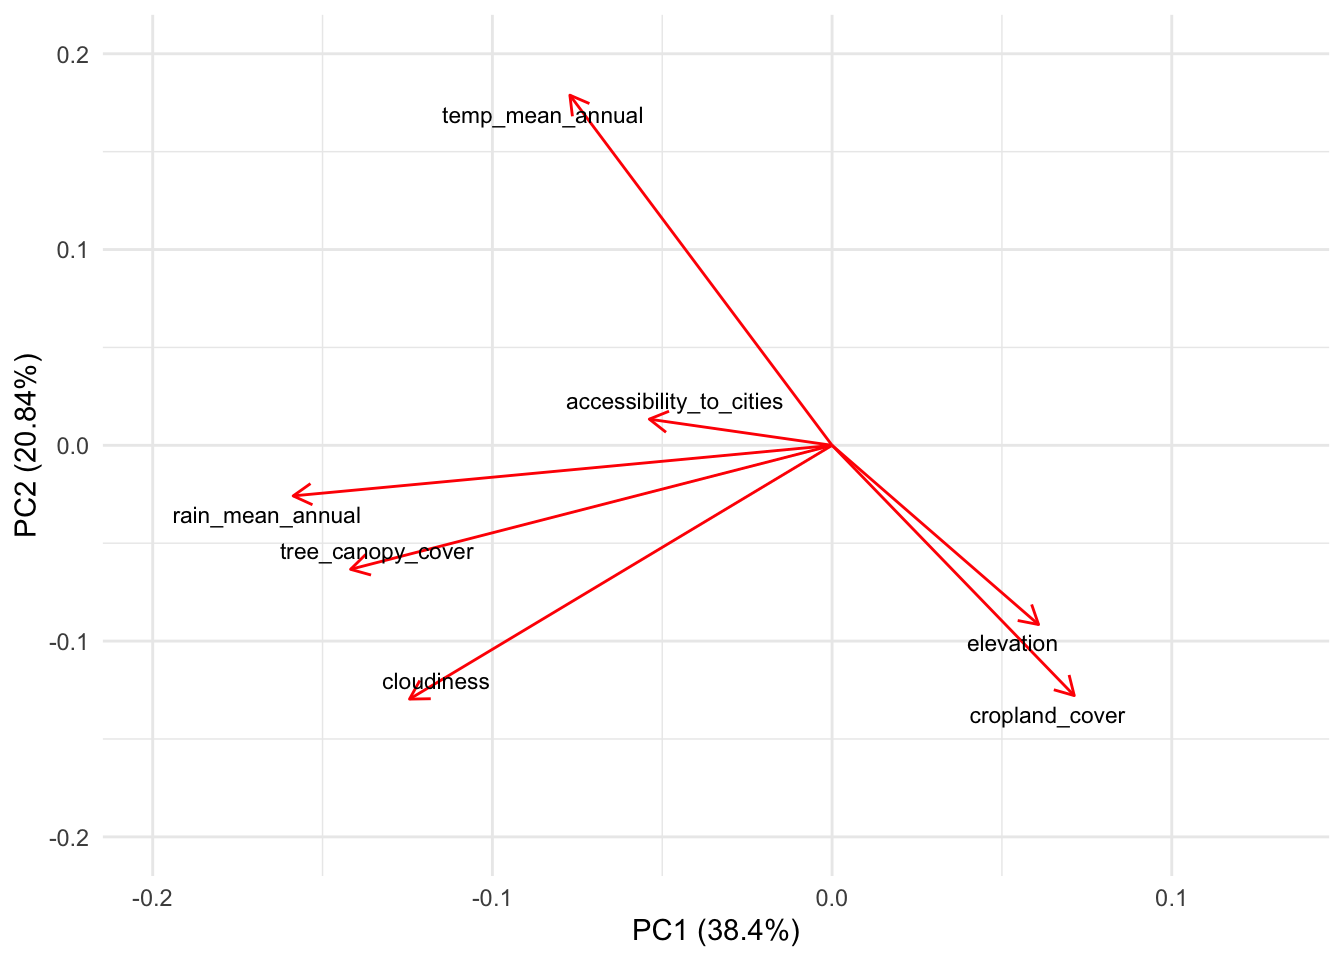 0.2
temp_mean_annual
0.1
accessibility_to_cities
PC2 (20.84%)
0.0
rain_mean_annual
tree_canopy_cover
-0.1
elevation
cloudiness
cropland_cover
-0.2
-0.2 -0.1 0.0 0.1
PC1 (38.4%)